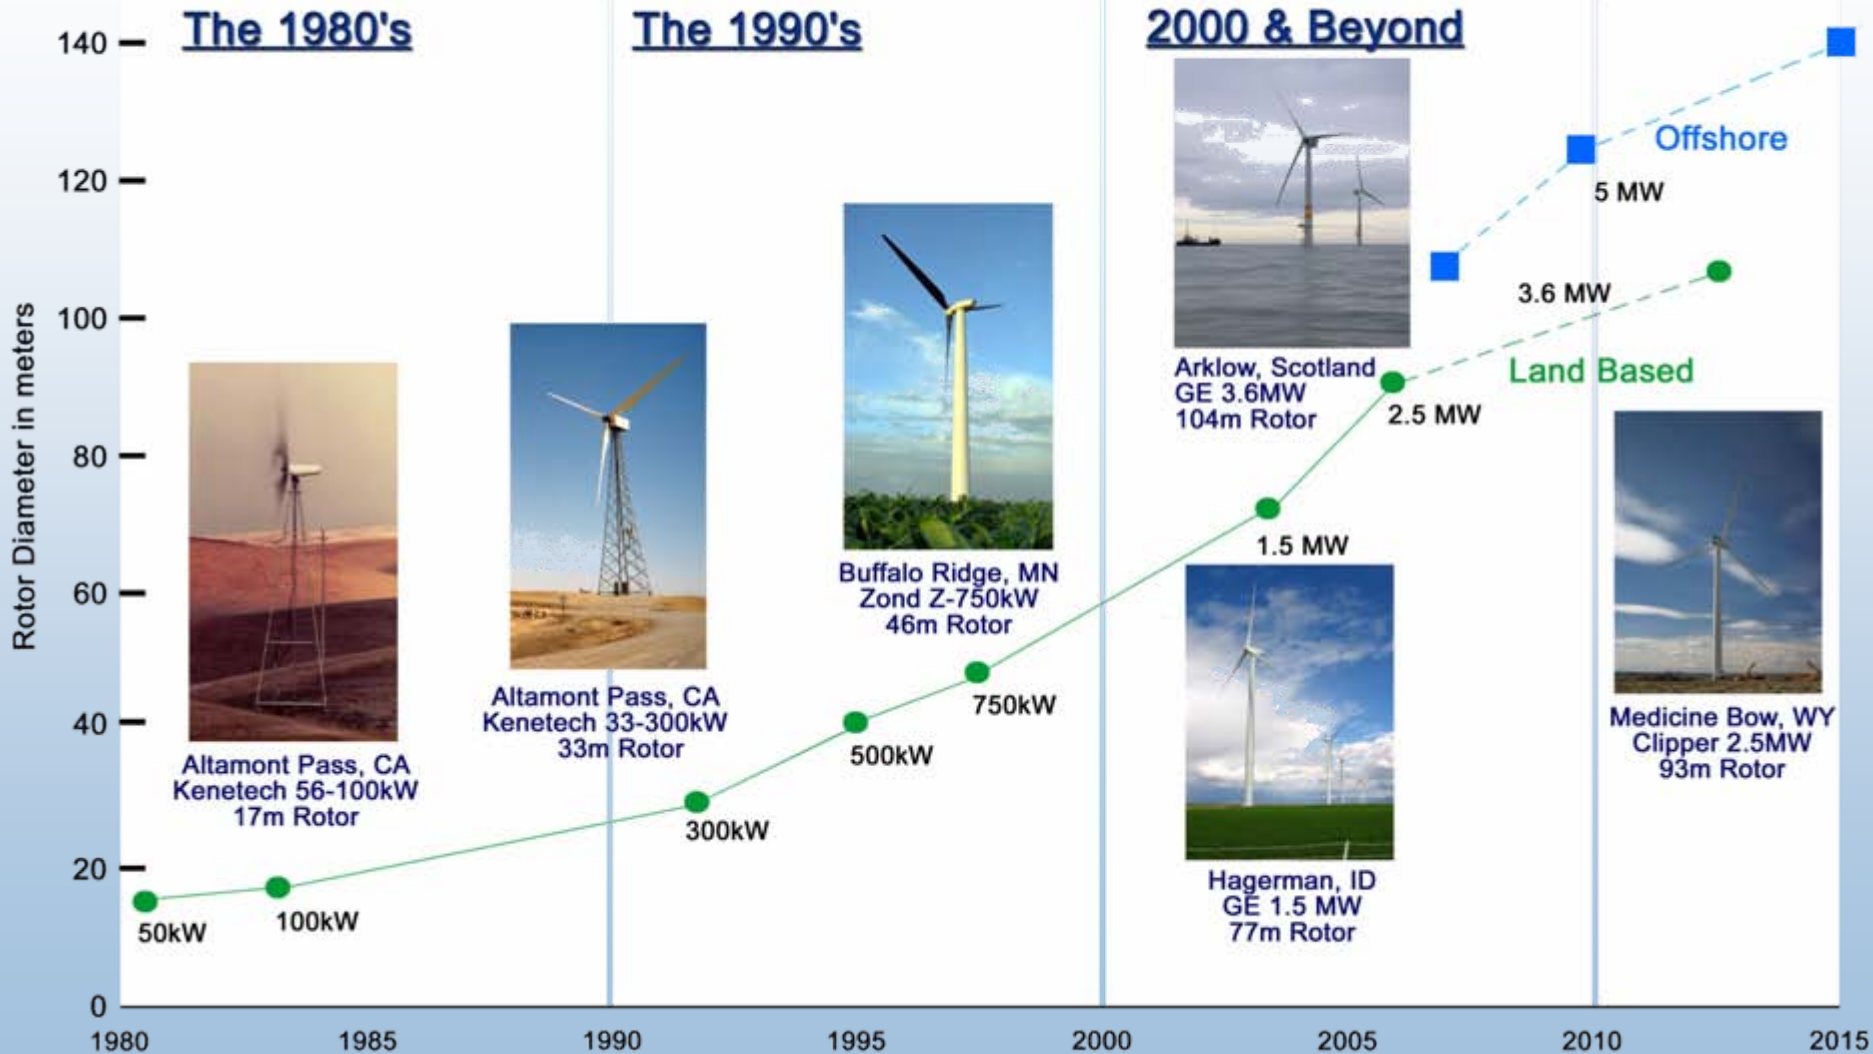 The 1980's
The 1990's
2000 & Beyond
140
120
100
80
60
40
20
0
Rotor Diameter in meters
1980
1985
1990
1995
2000
2005
2010
2015
Altamont Pass, CA
Kenetech 56-100kW
17m Rotor
Altamont Pass, CA
Kenetech 33-300kW
33m Rotor
Buffalo Ridge, MN
Zond Z-750kW
46m Rotor
Arklow, Scotland
GE 3.6MW
104m Rotor
Hagerman, ID
GE 1.5 MW
77m Rotor
Medicine Bow, WY
Clipper 2.5MW
93m Rotor
50kW
100kW
300kW
500kW
750kW
1.5 MW
2.5 MW
3.6 MW
5 MW
Offshore
Land Based